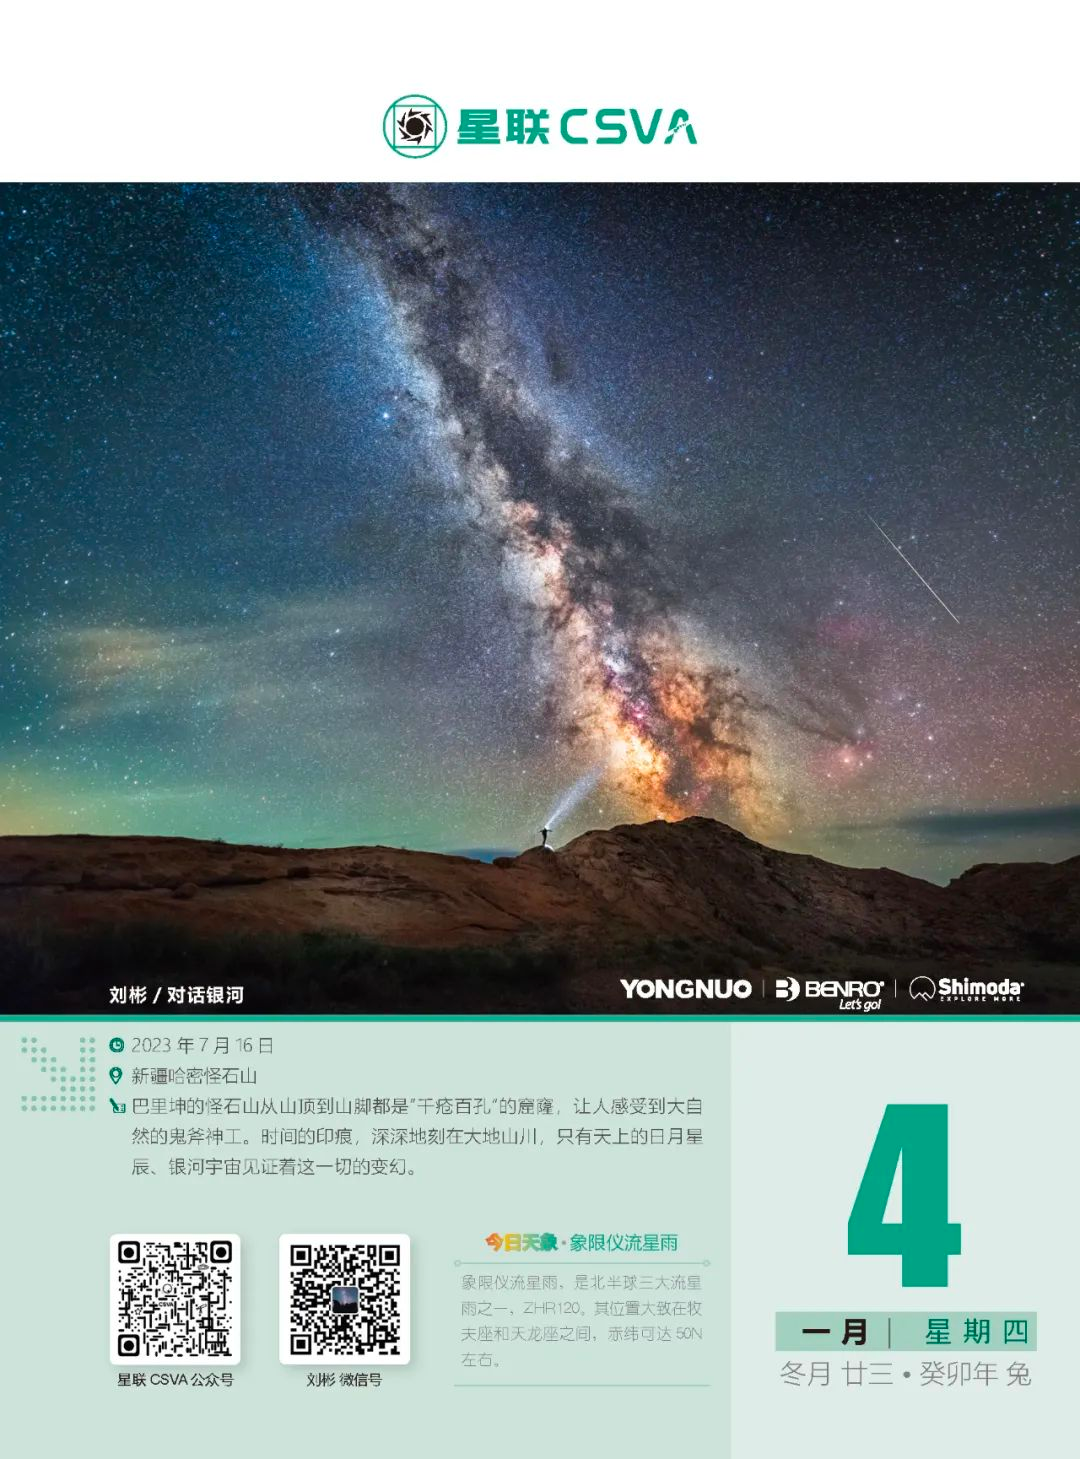 星联CSVA
刘彬 / 对话银河
YONGNUO | BENRO | Shimoda
Let's go!
EXPLORE MORE
2023 年 7 月 16 日
新疆哈密怪石山
巴里坤的怪石山从山顶到山脚都是"千疮百孔"的窟窿，让人感受到大自
然的鬼斧神工。时间的印痕，深深地刻在大地山川，只有天上的日月星
辰、银河宇宙见证着这一切的变幻。
今日天象·象限仪流星雨
象限仪流星雨，是北半球三大流星
雨之一，ZHR120。其位置大致在牧
夫座和天龙座之间，赤纬可达 50N
左右。
星联 CSVA 公众号
刘彬 微信号
4
一月 | 星期四
冬月 廿三 • 癸卯年 兔